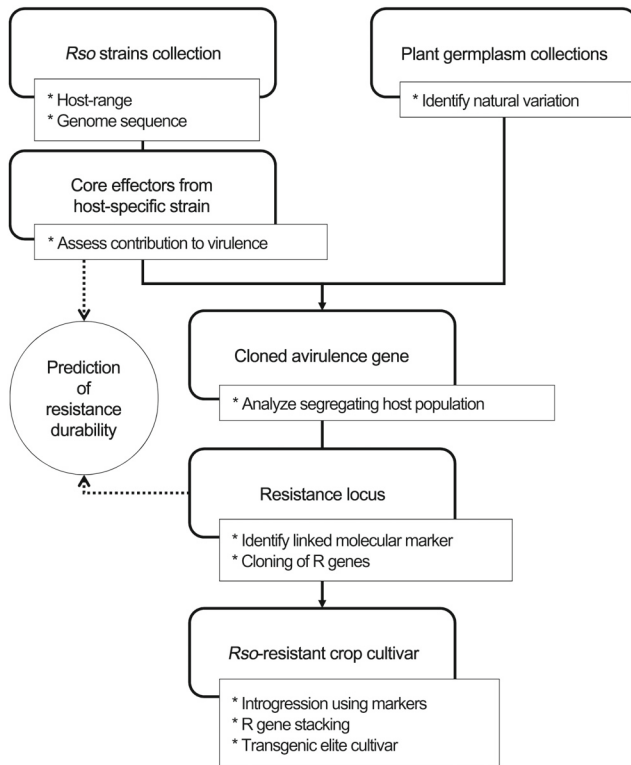 Rso strains collection
* Host-range
* Genome sequence
Plant germplasm collections
* Identify natural variation
Core effectors from
host-specific strain
* Assess contribution to virulence
Prediction
of
resistance
durability
Cloned avirulence gene
* Analyze segregating host population
Resistance locus
* Identify linked molecular marker
* Cloning of R genes
Rso-resistant crop cultivar
* Introgression using markers
* R gene stacking
* Transgenic elite cultivar